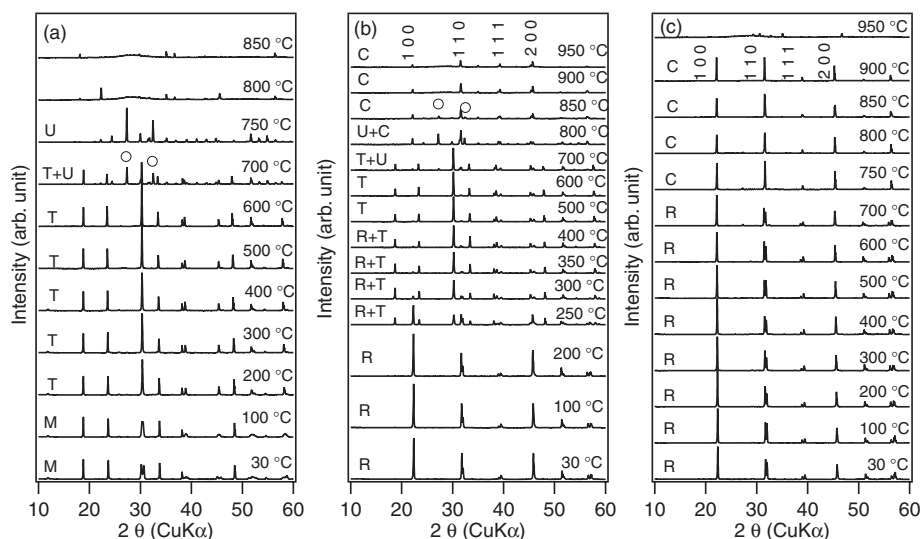 (a)
850 °C
800 °C
U
750 °C
T+U
700 °C
T
600 °C
T
500 °C
T
400 °C
T
300 °C
T
200 °C
M
100 °C
M
30 °C
Intensity (arb. unit)
10 20 30 40 50 60
2 θ (CuKα)
(b)
100
110
111
200
C
950 °C
C
900 °C
C
850 °C
U+C
800 °C
T+U
700 °C
T
600 °C
T
500 °C
R+T
400 °C
R+T
350 °C
R+T
300 °C
R+T
250 °C
R
200 °C
R
100 °C
R
30 °C
Intensity (arb. unit)
10 20 30 40 50 60
2 θ (CuKα)
(c)
950 °C
100
110
111
200
C
900 °C
C
850 °C
C
800 °C
C
750 °C
R
700 °C
R
600 °C
R
500 °C
R
400 °C
R
300 °C
R
200 °C
R
100 °C
R
30 °C
Intensity (arb. unit)
10 20 30 40 50 60
2 θ (CuKα)